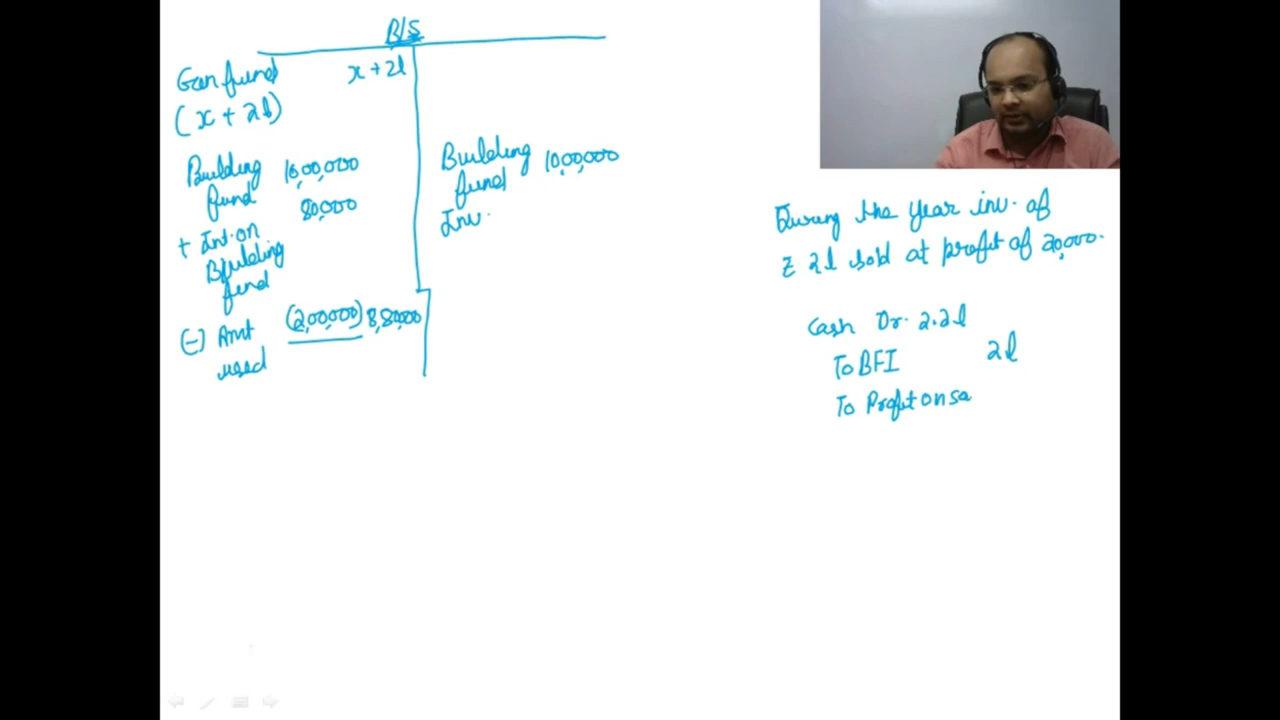 B/S
Gen fund x + 2l
(x + 2l)
Building 10,00,000
fund 80,000
+ Int. on
Building
fund
(-) Amt (2,00,000) 8,80,000
used
Building 10,00,000
fund
Inv.
During the year inv. of
₹ 2l sold at profit of 20,000.
Cash Dr. 2.2l
To BFI 2l
To Profit on sa